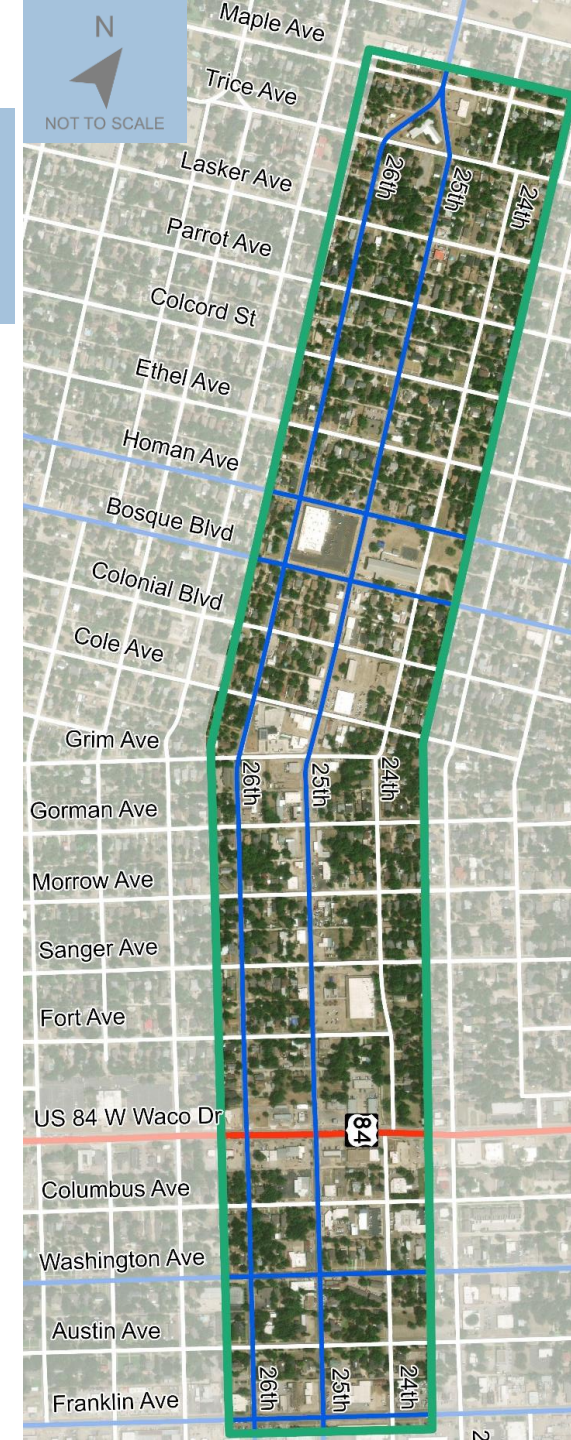 N
NOT TO SCALE
Maple Ave
Trice Ave
Lasker Ave
26th
25th
24th
Parrot Ave
Colcord St
Ethel Ave
Homan Ave
Bosque Blvd
Colonial Blvd
Cole Ave
Grim Ave
26th
25th
24th
Gorman Ave
Morrow Ave
Sanger Ave
Fort Ave
US 84 W Waco Dr
84
Columbus Ave
Washington Ave
Austin Ave
Franklin Ave
26th
25th
24th